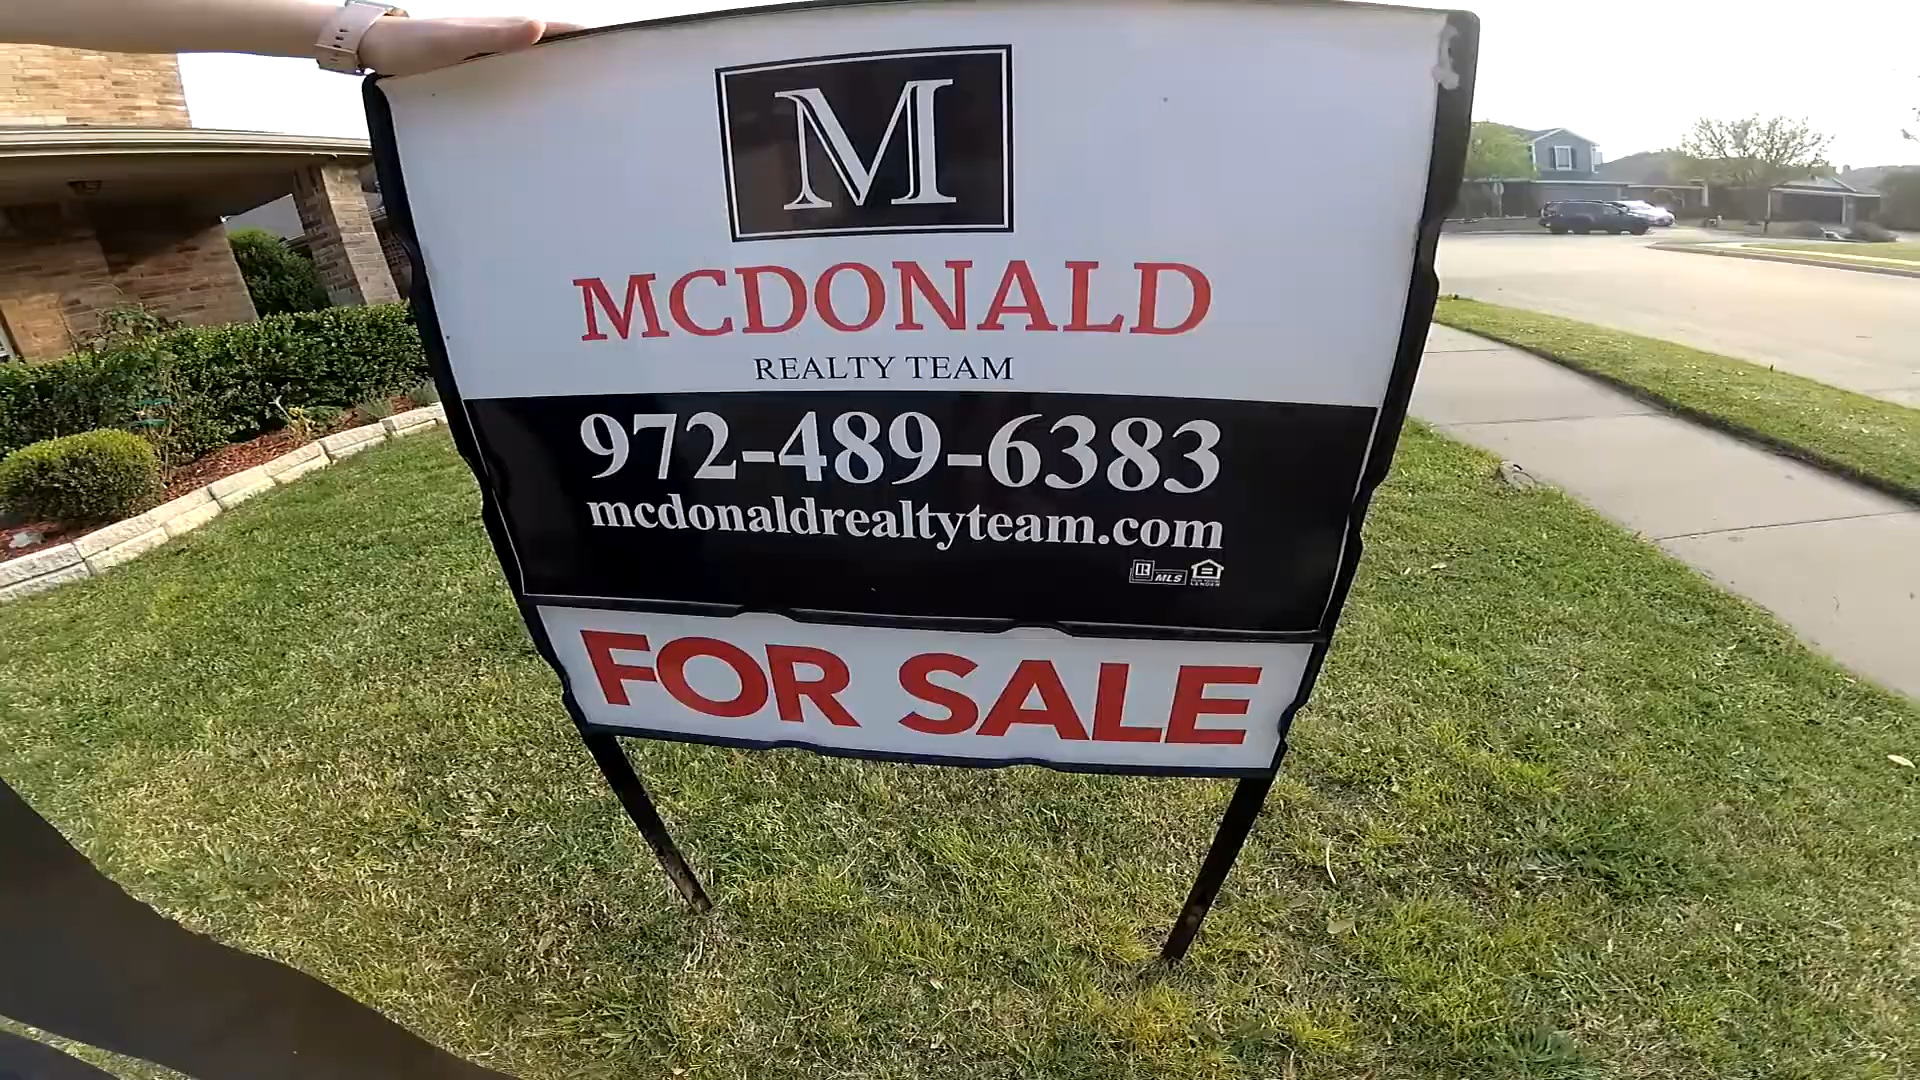 M
MCDONALD
REALTY TEAM
972-489-6383
mcdonaldrealtyteam.com
R MLS
FOR SALE